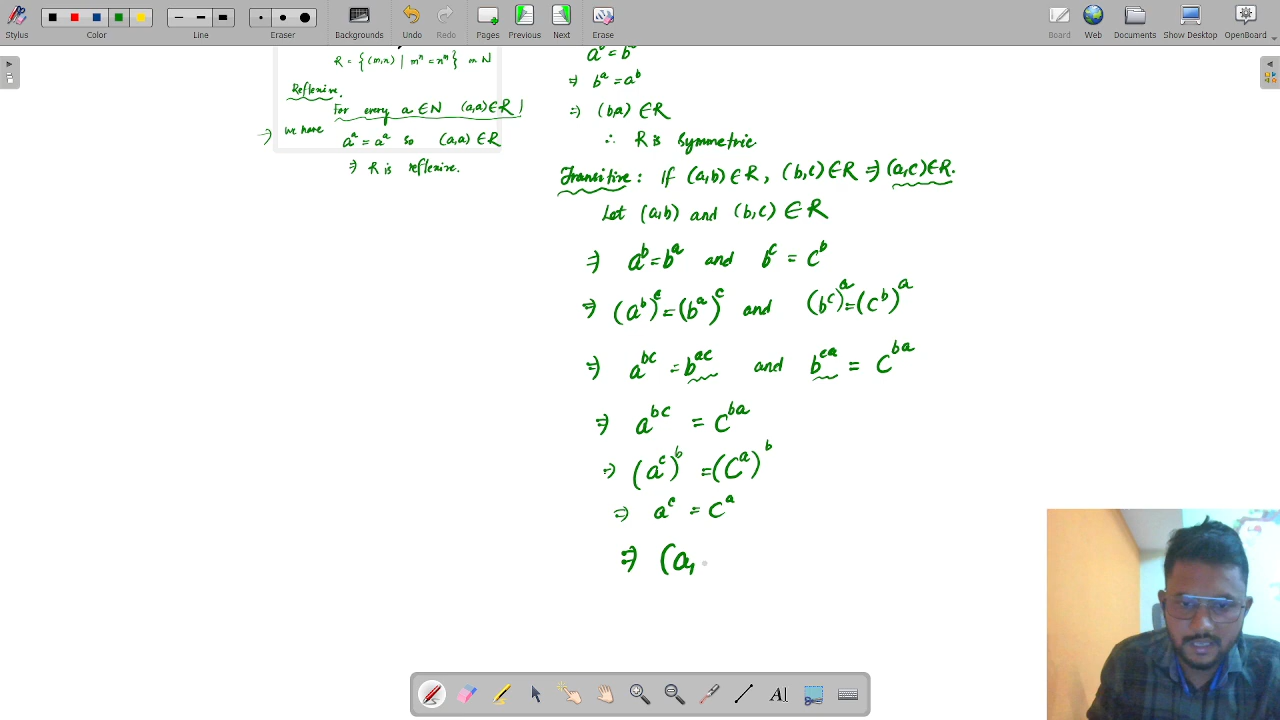 Stylus
Color
Line
Eraser
Backgrounds
Undo
Redo
Pages
Previous
Next
Erase
Board
Web
Documents
Show Desktop
OpenBoard
R = {(m,n) | m^n = n^m} on N
Reflexive.
For every a ∈ N (a,a) ∈ R
⇒ we have a^a = a^a so (a,a) ∈ R
⇒ R is reflexive.
a^b = b^a
⇒ b^a = a^b
⇒ (b,a) ∈ R
∴ R is Symmetric
Transitive: If (a,b) ∈ R, (b,c) ∈ R ⇒ (a,c) ∈ R.
Let (a,b) and (b,c) ∈ R
⇒ a^b = b^a and b^c = c^b
⇒ (a^b)^c = (b^a)^c and (b^c)^a = (c^b)^a
⇒ a^bc = b^ac and b^ca = c^ba
⇒ a^bc = c^ba
⇒ (a^c)^b = (c^a)^b
⇒ a^c = c^a
⇒ (a,